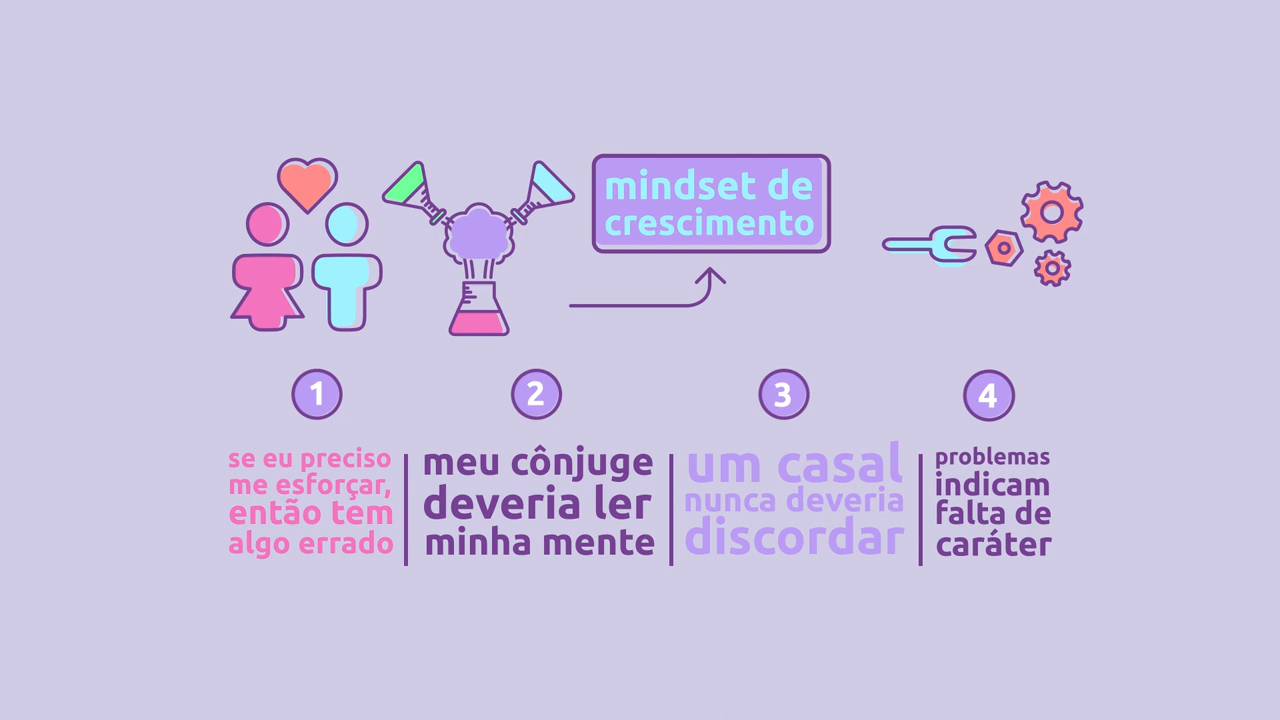 mindset de
crescimento
1
2
3
4
se eu preciso
me esforçar,
então tem
algo errado
meu cônjuge
deveria ler
minha mente
um casal
nunca deveria
discordar
problemas
indicam
falta de
caráter